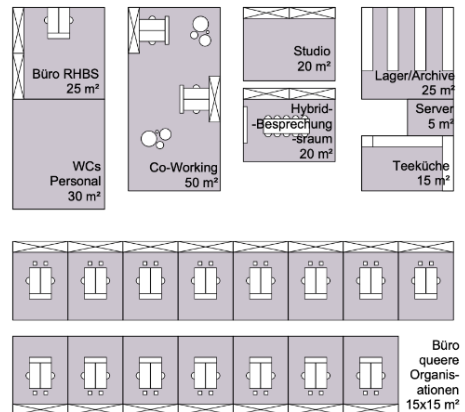 Büro RHBS
25 m²
WCs
Personal
30 m²
Co-Working
50 m²
Studio
20 m²
Hybrid-
-Besprechung
-sraum
20 m²
Lager/Archive
25 m²
Server
5 m²
Teeküche
15 m²
Büro
queere
Organis-
ationen
15x15 m²